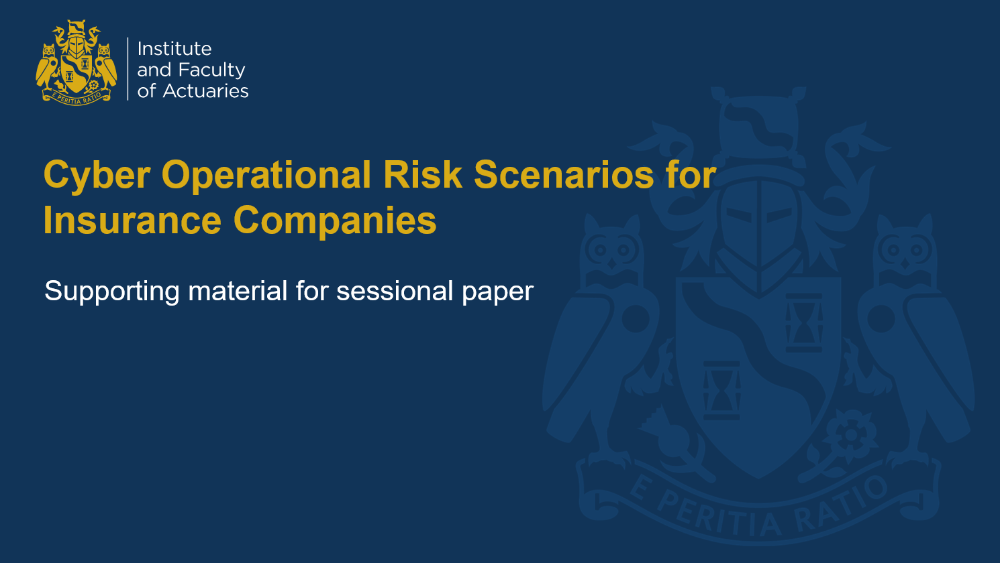 Institute
and Faculty
of Actuaries
E PERITIA RATIO
Cyber Operational Risk Scenarios for
Insurance Companies
Supporting material for sessional paper
E PERITIA RATIO